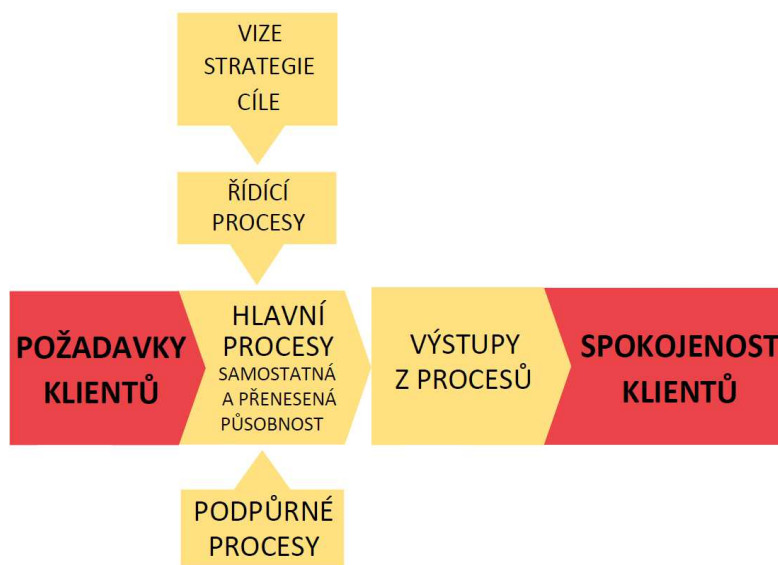 VIZE
STRATEGIE
CÍLE
ŘÍDÍCÍ
PROCESY
POŽADAVKY
KLIENTŮ
HLAVNÍ
PROCESY
SAMOSTATNÁ
A PŘENESENÁ
PŮSOBNOST
VÝSTUPY
Z PROCESŮ
SPOKOJENOST
KLIENTŮ
PODPŮRNÉ
PROCESY